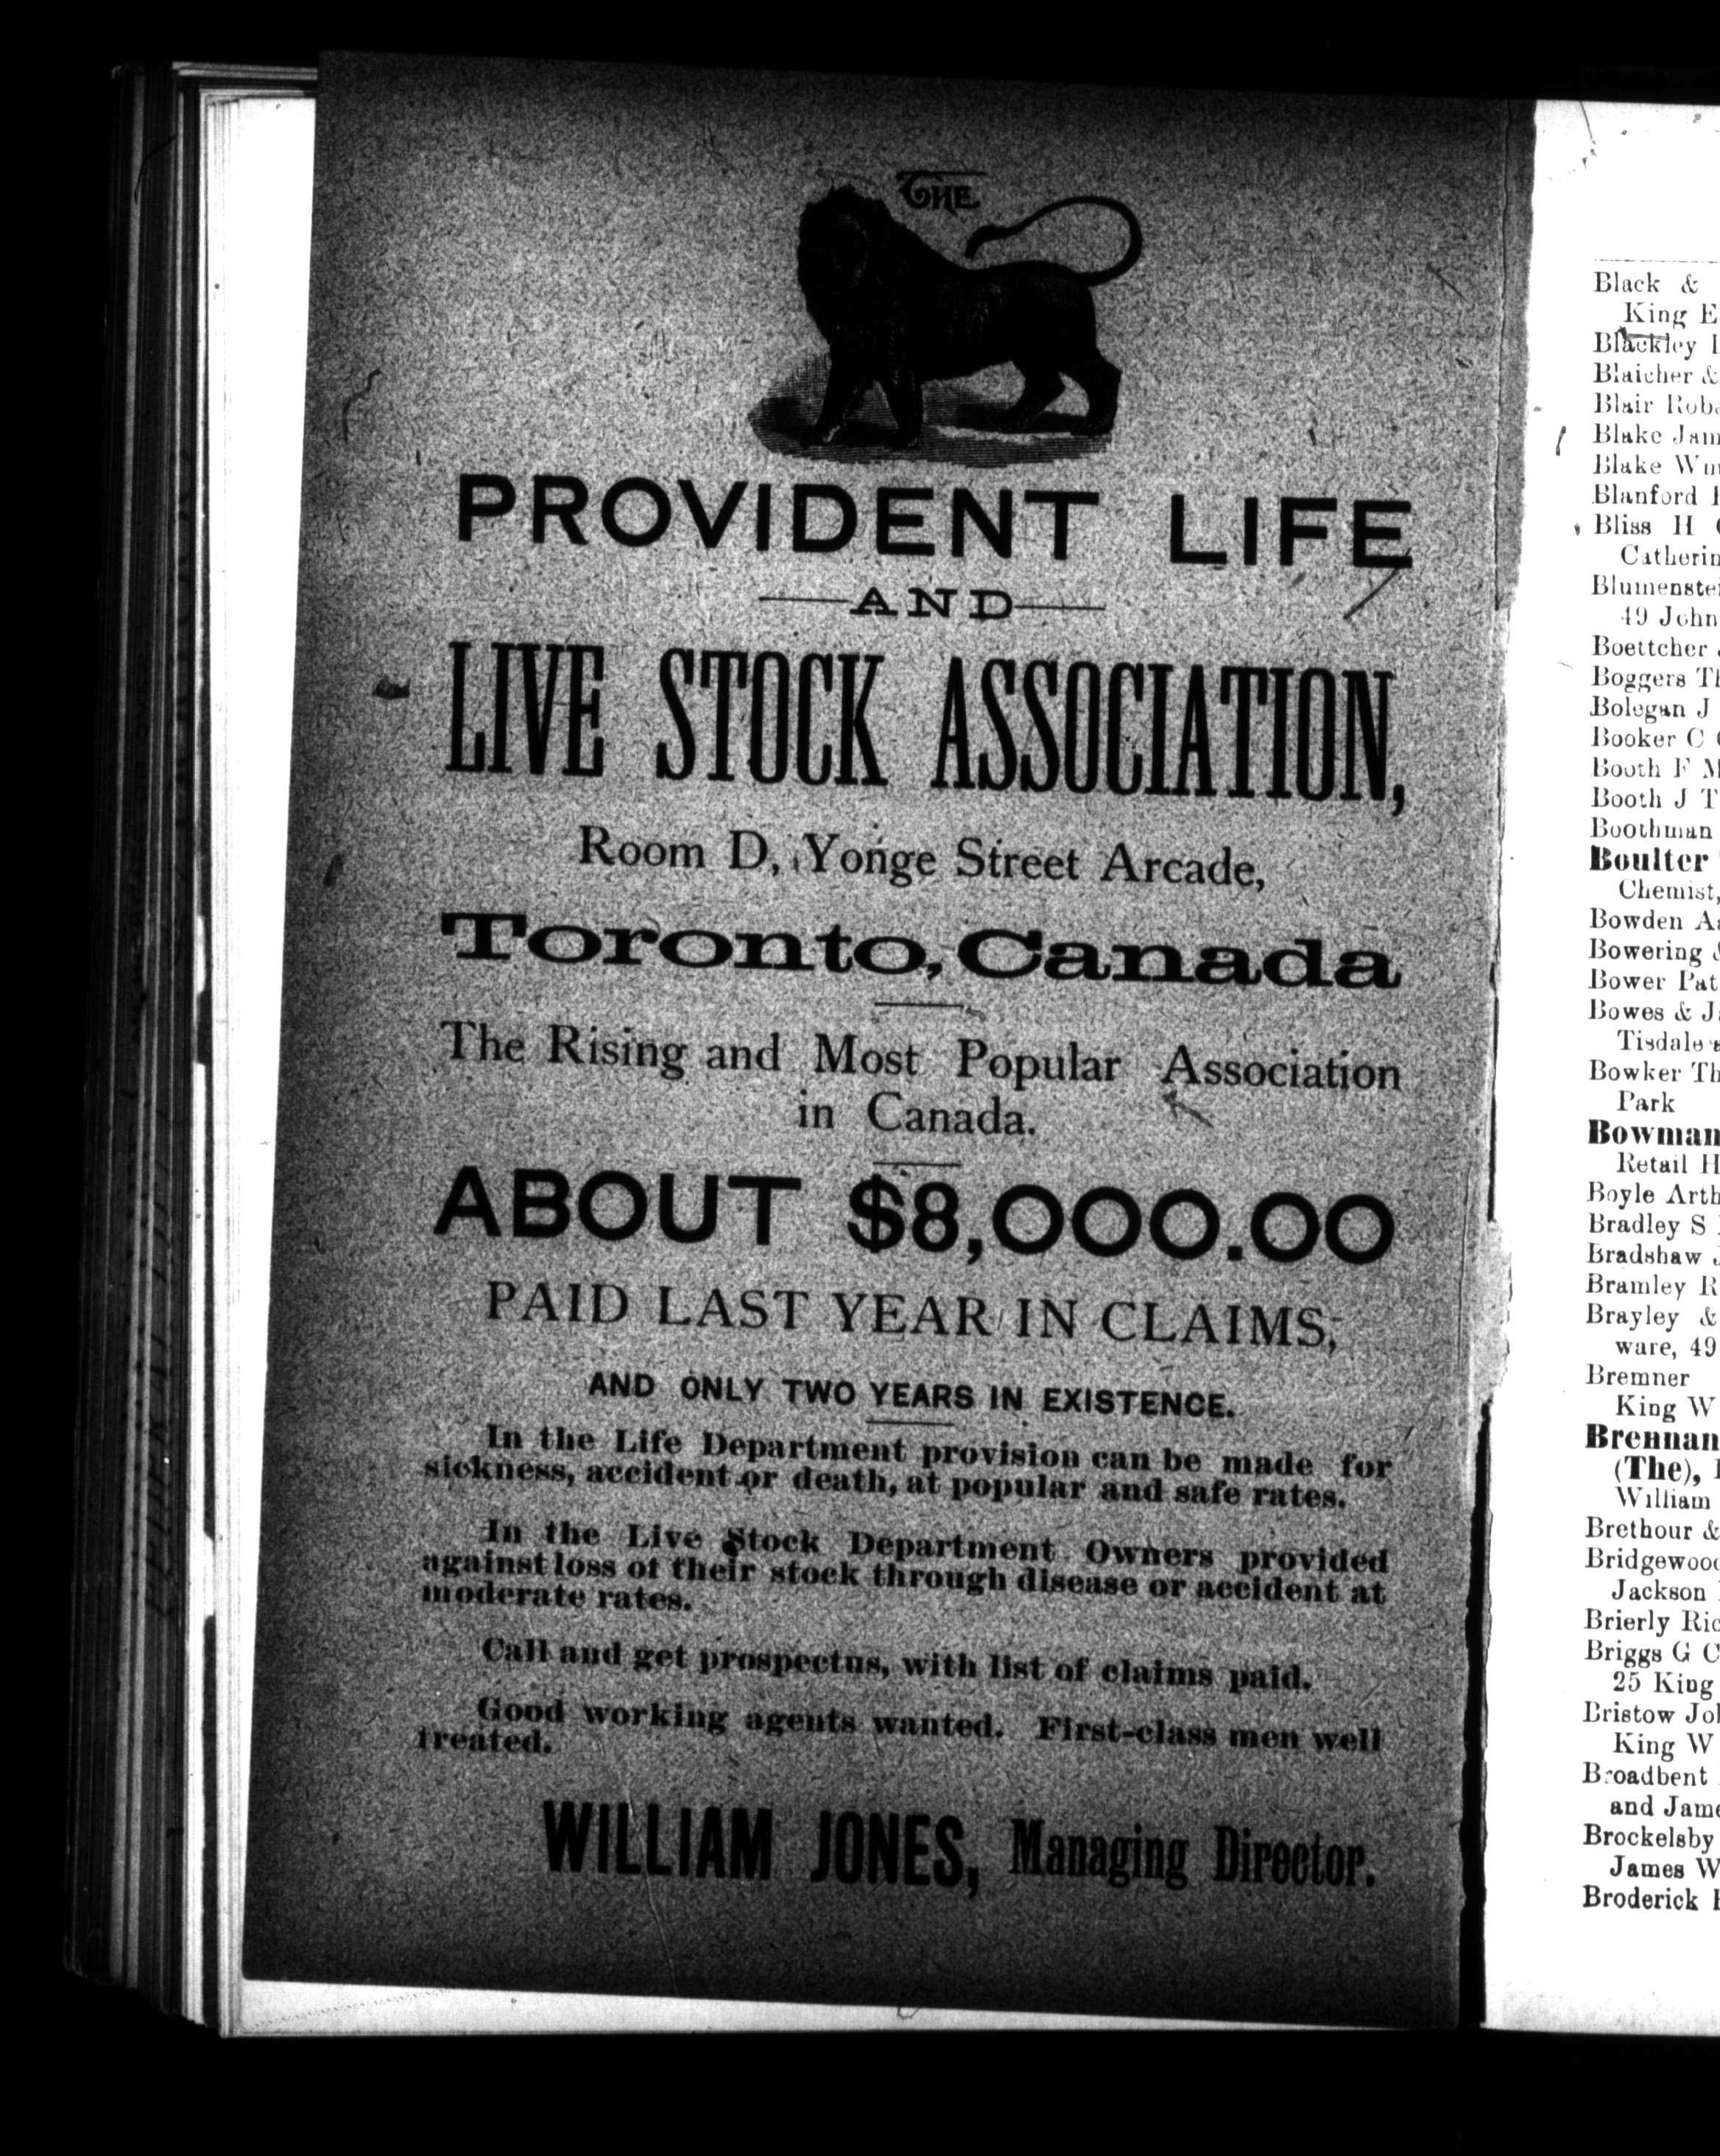 THE
PROVIDENT LIFE
AND
LIVE STOCK ASSOCIATION,
Room D, Yonge Street Arcade,
Toronto, Canada
The Rising and Most Popular Association
in Canada.
ABOUT $8,000.00
PAID LAST YEAR IN CLAIMS,
AND ONLY TWO YEARS IN EXISTENCE.
In the Life Department provision can be made for
sickness, accident or death, at popular and safe rates.
In the Live Stock Department Owners provided
against loss of their stock through disease or accident at
moderate rates.
Call and get prospectus, with list of claims paid.
Good working agents wanted. First-class men well
treated.
WILLIAM JONES, Managing Director.
Black &
King E
Blackley
Blaicher &
Blair
Blake
Blake
Blanford
Bliss H
49 John
Boettcher
Boggers
Bolegan J
Booker C
Booth F
Booth J T
Boothman
Boulter
Chemist,
Bowden
Bowering
Bower
Bowes &
Tisdale
Bowker
Park
Bowman
Retail
Boyle
Bradley S
Bradshaw
Bramley
Brayley &
ware, 49
Bremner
King W
Brennan
(The),
William
Brethour &
Jackson
Brierly
Briggs G C
25 King
Bristow
King W
Broadbent
and
Brockelsby
James W
Broderick